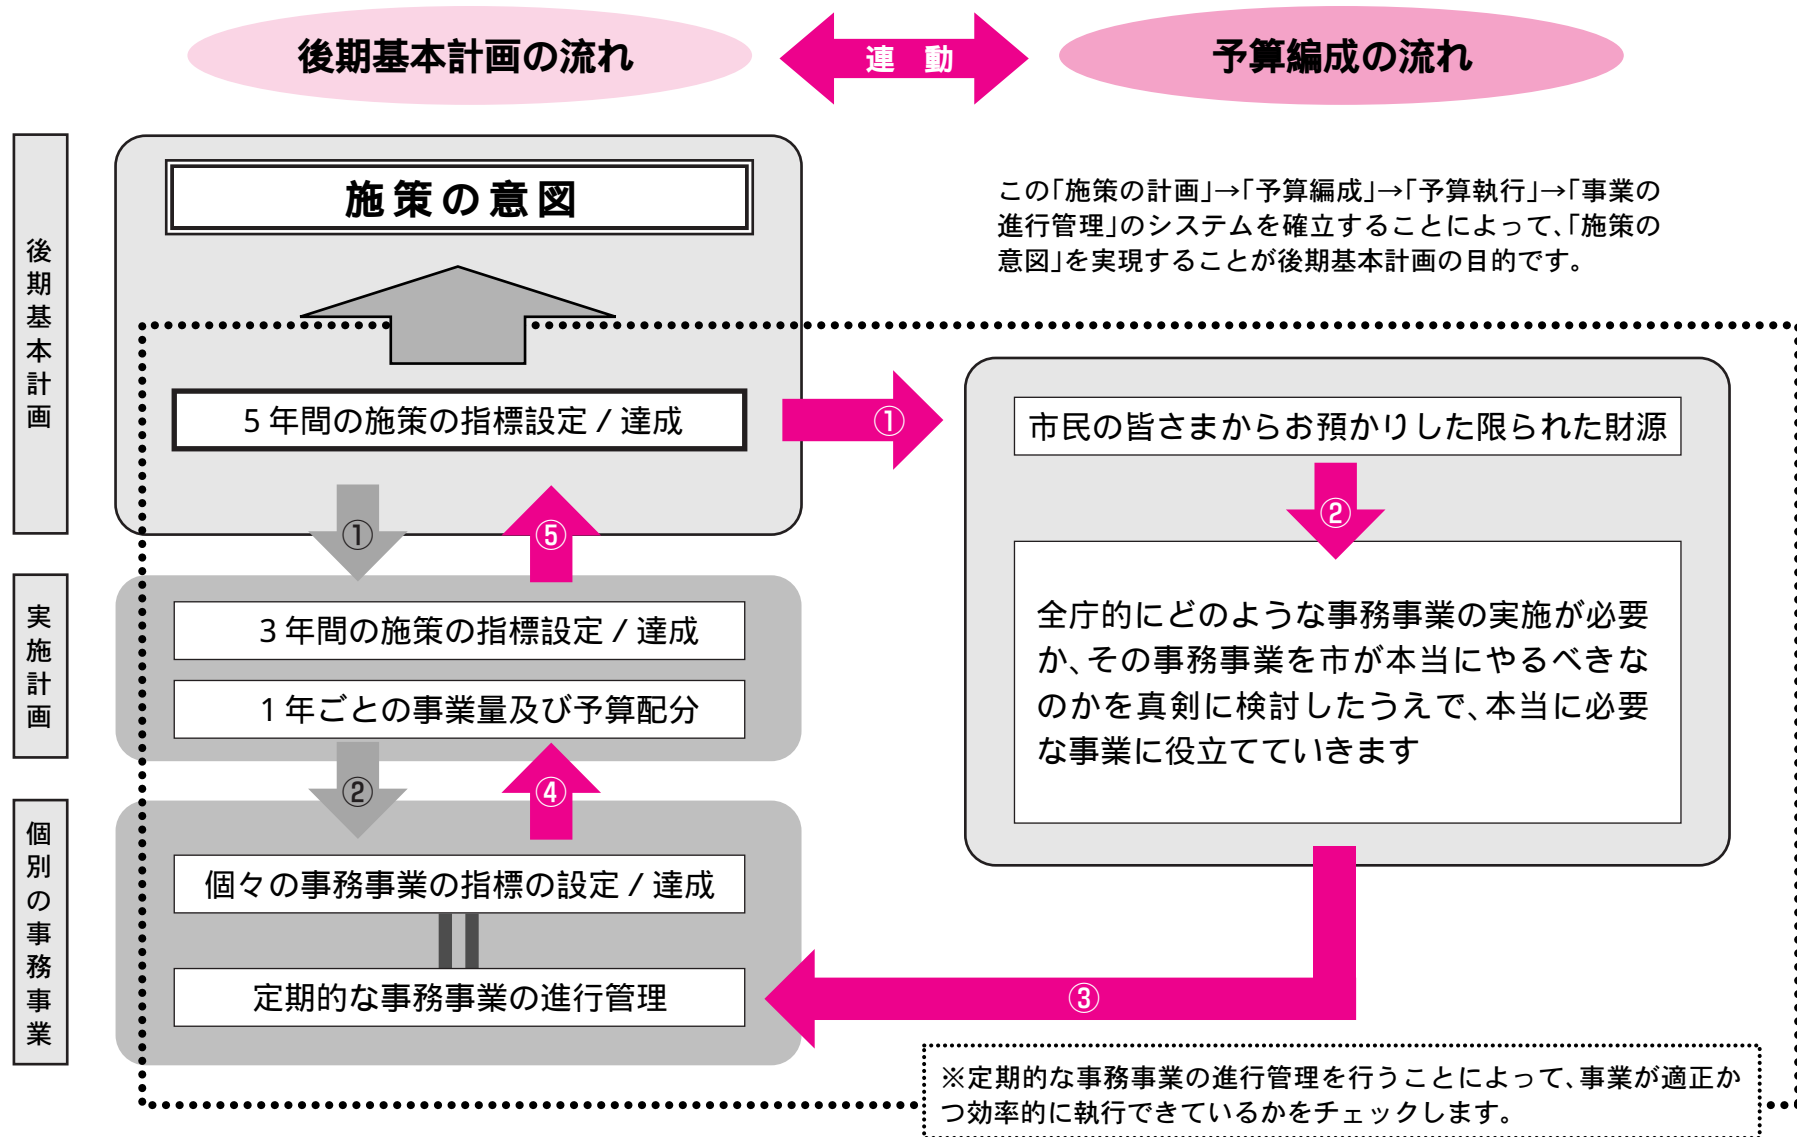 後期基本計画の流れ
連動
予算編成の流れ
後期基本計画
施策の意図
この「施策の計画」→「予算編成」→「予算執行」→「事業の
進行管理」のシステムを確立することによって、「施策の
意図」を実現することが後期基本計画の目的です。
5年間の施策の指標設定/達成
①
市民の皆さまからお預かりした限られた財源
②
①
⑤
実施計画
3年間の施策の指標設定/達成
1年ごとの事業量及び予算配分
全庁的にどのような事務事業の実施が必要
か、その事務事業を市が本当にやるべきな
のかを真剣に検討したうえで、本当に必要
な事業に役立てていきます
②
④
個別の事務事業
個々の事務事業の指標の設定/達成
定期的な事務事業の進行管理
③
※定期的な事務事業の進行管理を行うことによって、事業が適正か
つ効率的に執行できているかをチェックします。